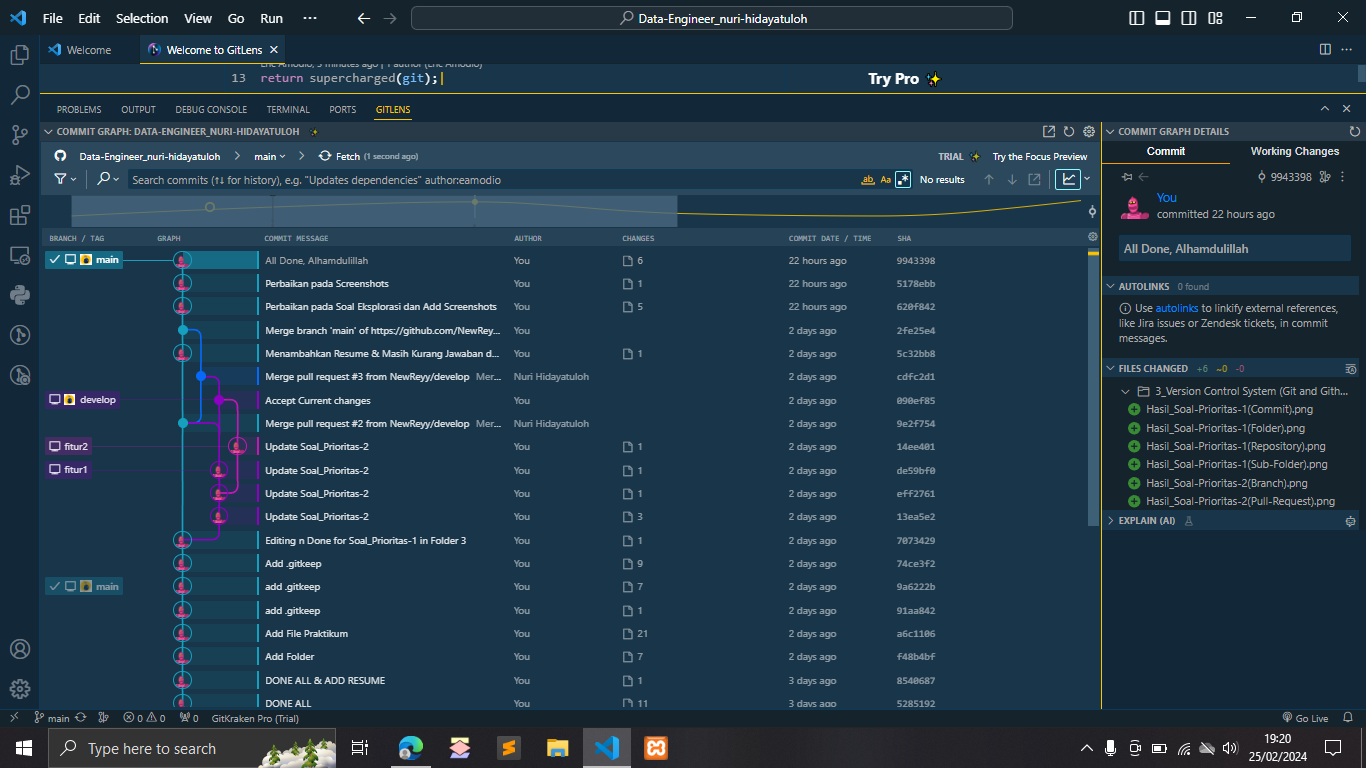 File Edit Selection View Go Run ··· Data-Engineer_nuri-hidayatuloh
Welcome Welcome to GitLens
13 return supercharged(git);
Try Pro ✨
PROBLEMS OUTPUT DEBUG CONSOLE TERMINAL PORTS GITLENS
COMMIT GRAPH: DATA-ENGINEER_NURI-HIDAYATULOH
Data-Engineer_nuri-hidayatuloh main Fetch (1 second ago) TRIAL Try the Focus Preview
Search commits (↑↓ for history), e.g. "Updates dependencies" author:eamodio ab Aa .* No results
BRANCH / TAG GRAPH COMMIT MESSAGE AUTHOR CHANGES COMMIT DATE / TIME SHA
main All Done, Alhamdulillah You 6 22 hours ago 9943398
Perbaikan pada Screenshots You 1 22 hours ago 5178ebb
Perbaikan pada Soal Eksplorasi dan Add Screenshots You 5 22 hours ago 620f842
Merge branch 'main' of https://github.com/NewRey... You 2 days ago 2fe25e4
Menambahkan Resume & Masih Kurang Jawaban d... You 1 2 days ago 5c32bb8
Merge pull request #3 from NewReyy/develop Mer... Nuri Hidayatuloh 2 days ago cdfc2d1
develop Accept Current changes You 2 days ago 090ef85
Merge pull request #2 from NewReyy/develop Me... Nuri Hidayatuloh 2 days ago 9e2f754
fitur2 Update Soal_Prioritas-2 You 1 2 days ago 14ee401
fitur1 Update Soal_Prioritas-2 You 1 2 days ago de59bf0
Update Soal_Prioritas-2 You 1 2 days ago eff2761
Update Soal_Prioritas-2 You 3 2 days ago 13ea5e2
Editing n Done for Soal_Prioritas-1 in Folder 3 You 1 2 days ago 7073429
Add .gitkeep You 9 2 days ago 74ce3f2
main add .gitkeep You 7 2 days ago 9a6222b
add .gitkeep You 1 2 days ago 91aa842
Add File Praktikum You 21 2 days ago a6c1106
Add Folder You 7 2 days ago f48b4bf
DONE ALL & ADD RESUME You 1 3 days ago 8540687
DONE ALL You 11 3 days ago 5285192
COMMIT GRAPH DETAILS
Commit Working Changes
9943398
You
committed 22 hours ago
All Done, Alhamdulillah
AUTOLINKS 0 found
Use autolinks to linkify external references,
like Jira issues or Zendesk tickets, in commit
messages.
FILES CHANGED +6 ~0 -0
3_Version Control System (Git and Gith...
Hasil_Soal-Prioritas-1(Commit).png
Hasil_Soal-Prioritas-1(Folder).png
Hasil_Soal-Prioritas-1(Repository).png
Hasil_Soal-Prioritas-1(Sub-Folder).png
Hasil_Soal-Prioritas-2(Branch).png
Hasil_Soal-Prioritas-2(Pull-Request).png
EXPLAIN (AI)
main 0 0 0 GitKraken Pro (Trial) Go Live
Type here to search
19:20
25/02/2024